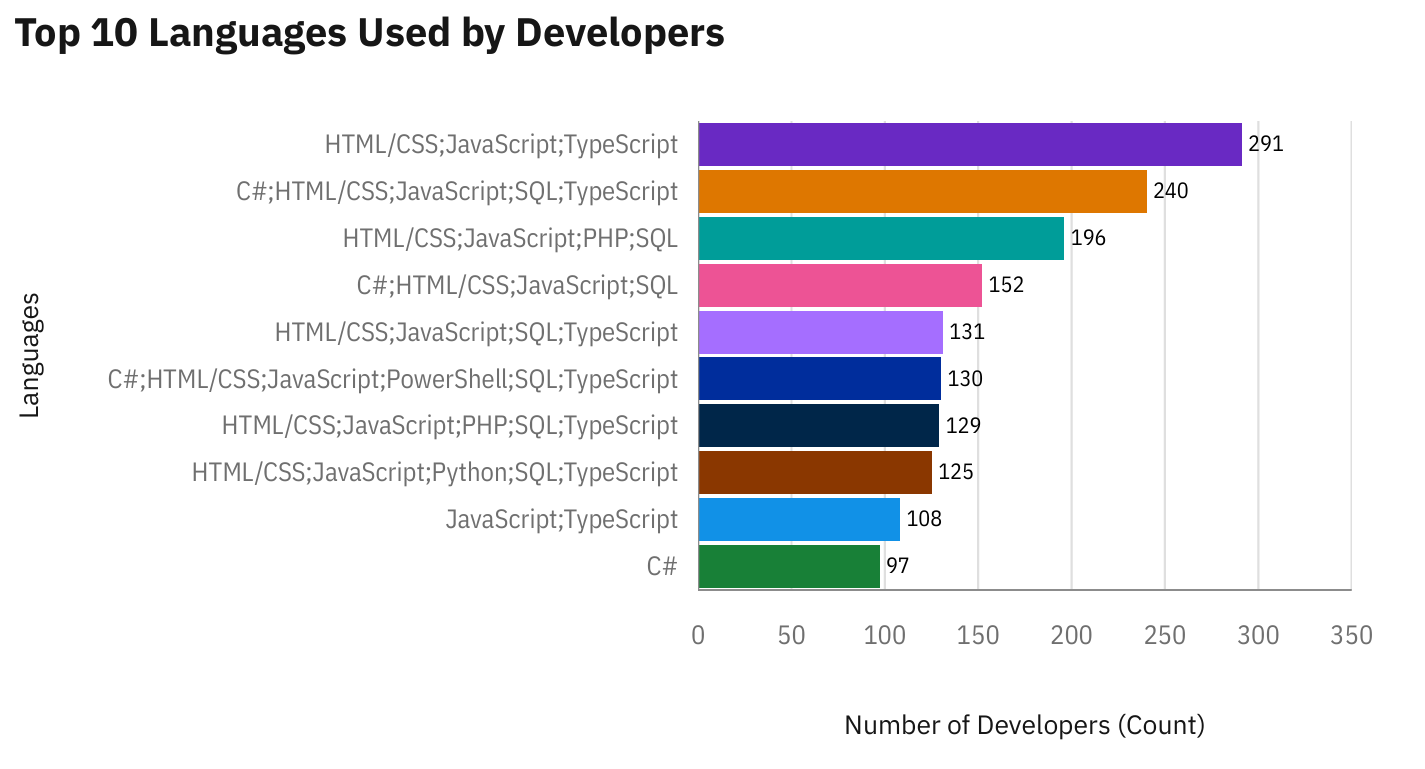 Top 10 Languages Used by Developers
Languages
HTML/CSS;JavaScript;TypeScript 291
C#;HTML/CSS;JavaScript;SQL;TypeScript 240
HTML/CSS;JavaScript;PHP;SQL 196
C#;HTML/CSS;JavaScript;SQL 152
HTML/CSS;JavaScript;SQL;TypeScript 131
C#;HTML/CSS;JavaScript;PowerShell;SQL;TypeScript 130
HTML/CSS;JavaScript;PHP;SQL;TypeScript 129
HTML/CSS;JavaScript;Python;SQL;TypeScript 125
JavaScript;TypeScript 108
C# 97
0 50 100 150 200 250 300 350
Number of Developers (Count)